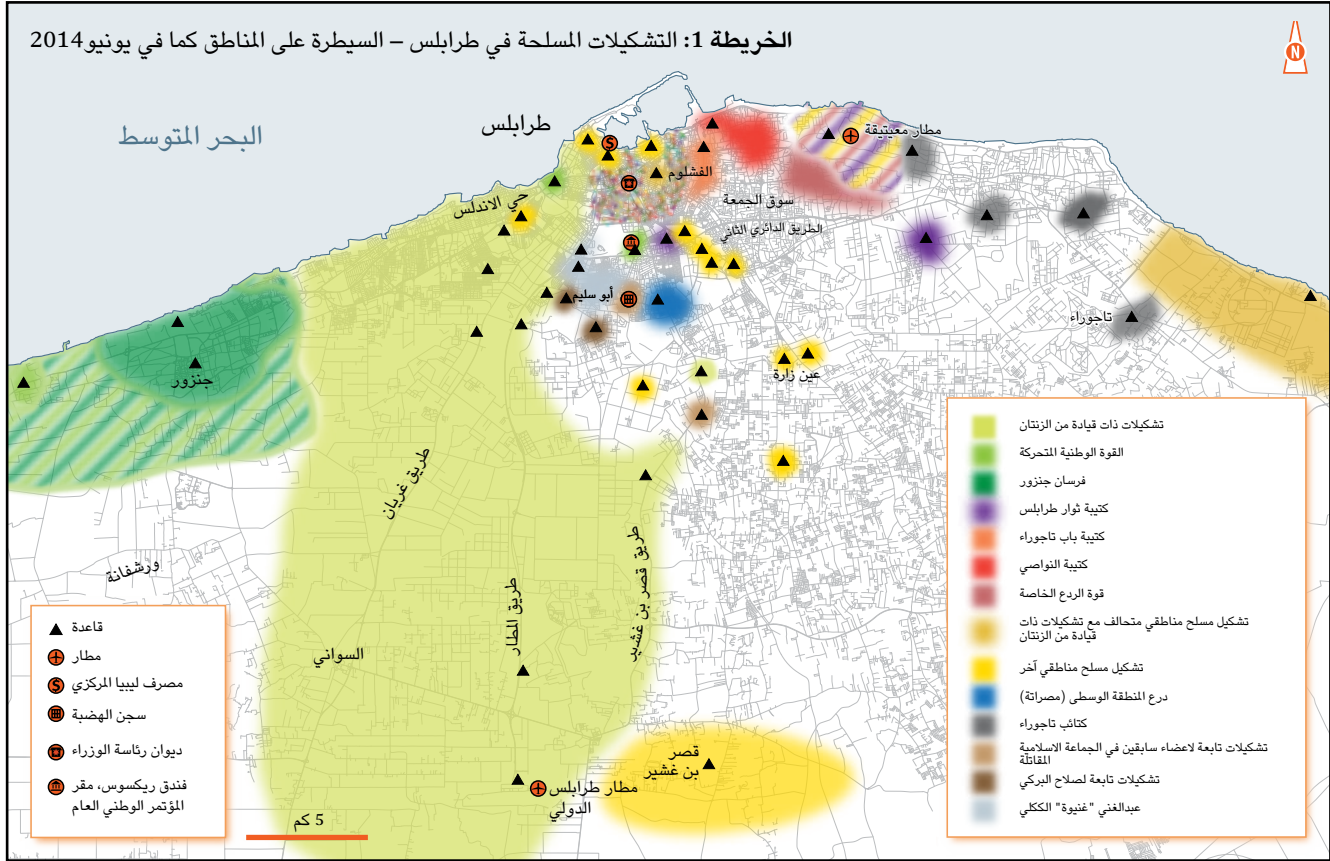 الخريطة 1: التشكيلات المسلحة في طرابلس – السيطرة على المناطق كما في يونيو2014
N
البحر المتوسط
طرابلس
مطار معيتيقة
الفشلوم
سوق الجمعة
حي الاندلس
الطريق الدائري الثاني
أبو سليم
تاجوراء
عين زارة
جنزور
طريق غريان
طريق قصر بن غشير
طريق المطار
ورشفانة
السواني
قصر
بن غشير
مطار طرابلس
الدولي
تشكيلات ذات قيادة من الزنتان
القوة الوطنية المتحركة
فرسان جنزور
كتيبة ثوار طرابلس
كتيبة باب تاجوراء
كتيبة النواصي
قوة الردع الخاصة
تشكيل مسلح مناطقي متحالف مع تشكيلات ذات
قيادة من الزنتان
تشكيل مسلح مناطقي آخر
درع المنطقة الوسطى (مصراتة)
كتائب تاجوراء
تشكيلات تابعة لاعضاء سابقين في الجماعة الاسلامية
المقاتلة
تشكيلات تابعة لصلاح البركي
عبدالغني "غنيوة" الككلي
قاعدة
مطار
مصرف ليبيا المركزي
سجن الهضبة
ديوان رئاسة الوزراء
فندق ريكسوس، مقر
المؤتمر الوطني العام
5 كم